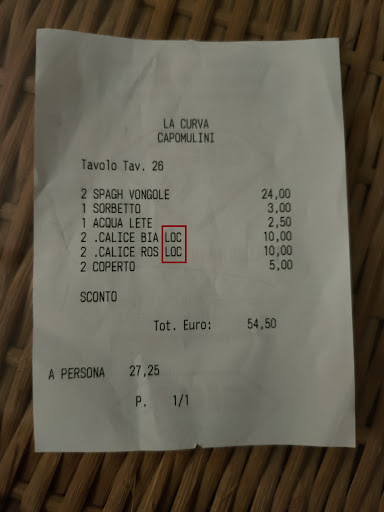 LA CURVA
CAPOMULINI
Tavolo Tav. 26
2 SPAGH VONGOLE 24,00
1 SORBETTO 3,00
1 ACQUA LETE 2,50
2 .CALICE BIA LOC 10,00
2 .CALICE ROS LOC 10,00
2 COPERTO 5,00
SCONTO
Tot. Euro: 54,50
A PERSONA 27,25
P. 1/1